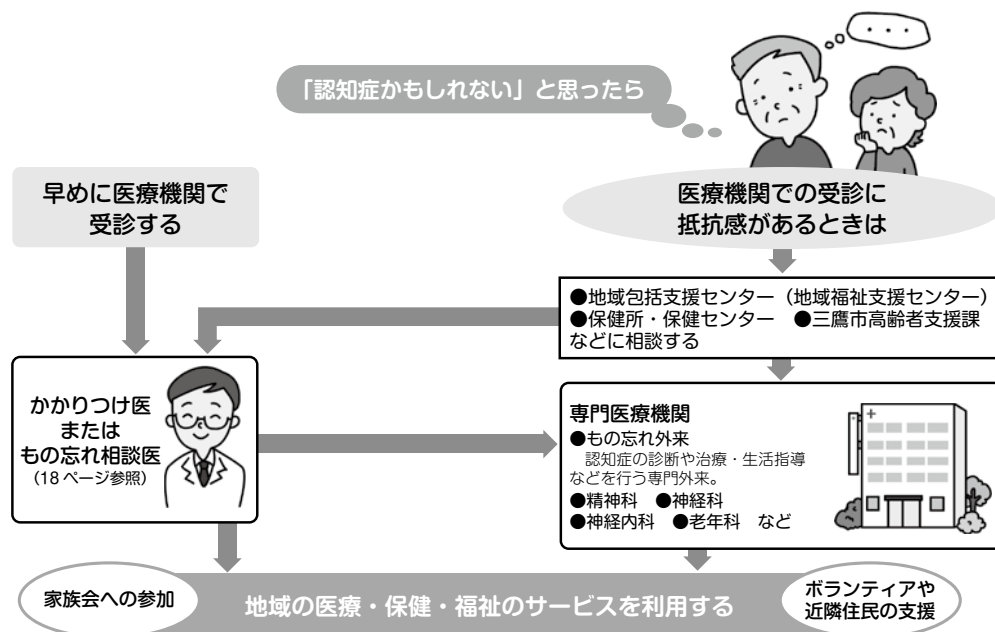 ・・・
「認知症かもしれない」と思ったら
早めに医療機関で
受診する
医療機関での受診に
抵抗感があるときは
●地域包括支援センター（地域福祉支援センター）
●保健所・保健センター　●三鷹市高齢者支援課
などに相談する
かかりつけ医
または
もの忘れ相談医
（18 ページ参照）
専門医療機関
●もの忘れ外来
認知症の診断や治療・生活指導
などを行う専門外来。
●精神科　●神経科
●神経内科　●老年科　など
家族会への参加
地域の医療・保健・福祉のサービスを利用する
ボランティアや
近隣住民の支援